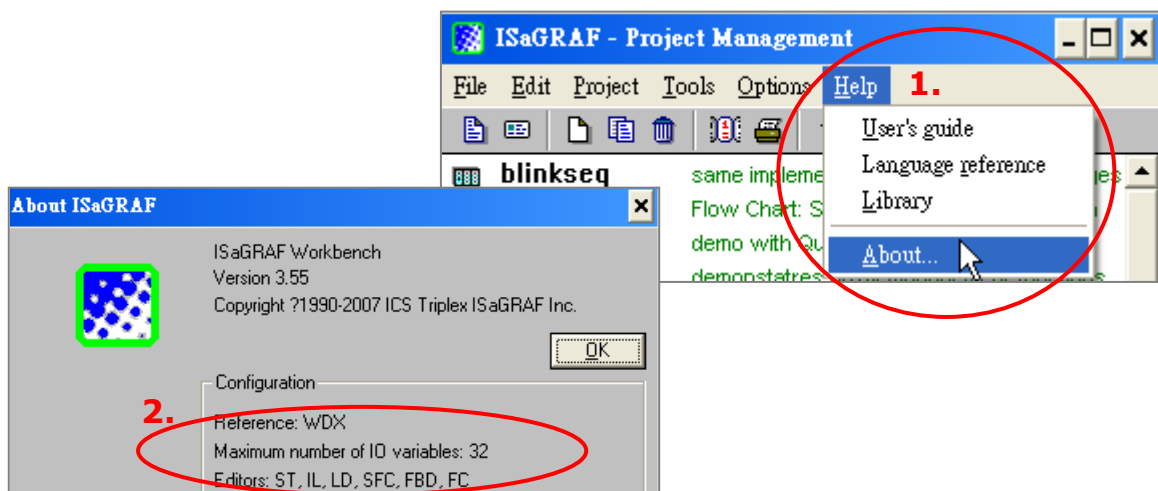 ISaGRAF - Project Management
File Edit Project Tools Options Help 1.
User's guide
blinkseq same impleme
Language reference
Flow Chart: S
Library
demo with Qu
About...
demonstatres
About ISaGRAF
ISaGRAF Workbench
Version 3.55
Copyright ?1990-2007 ICS Triplex ISaGRAF Inc.
OK
Configuration
2.
Reference: WDX
Maximum number of IO variables: 32
Editors: ST, IL, LD, SFC, FBD, FC